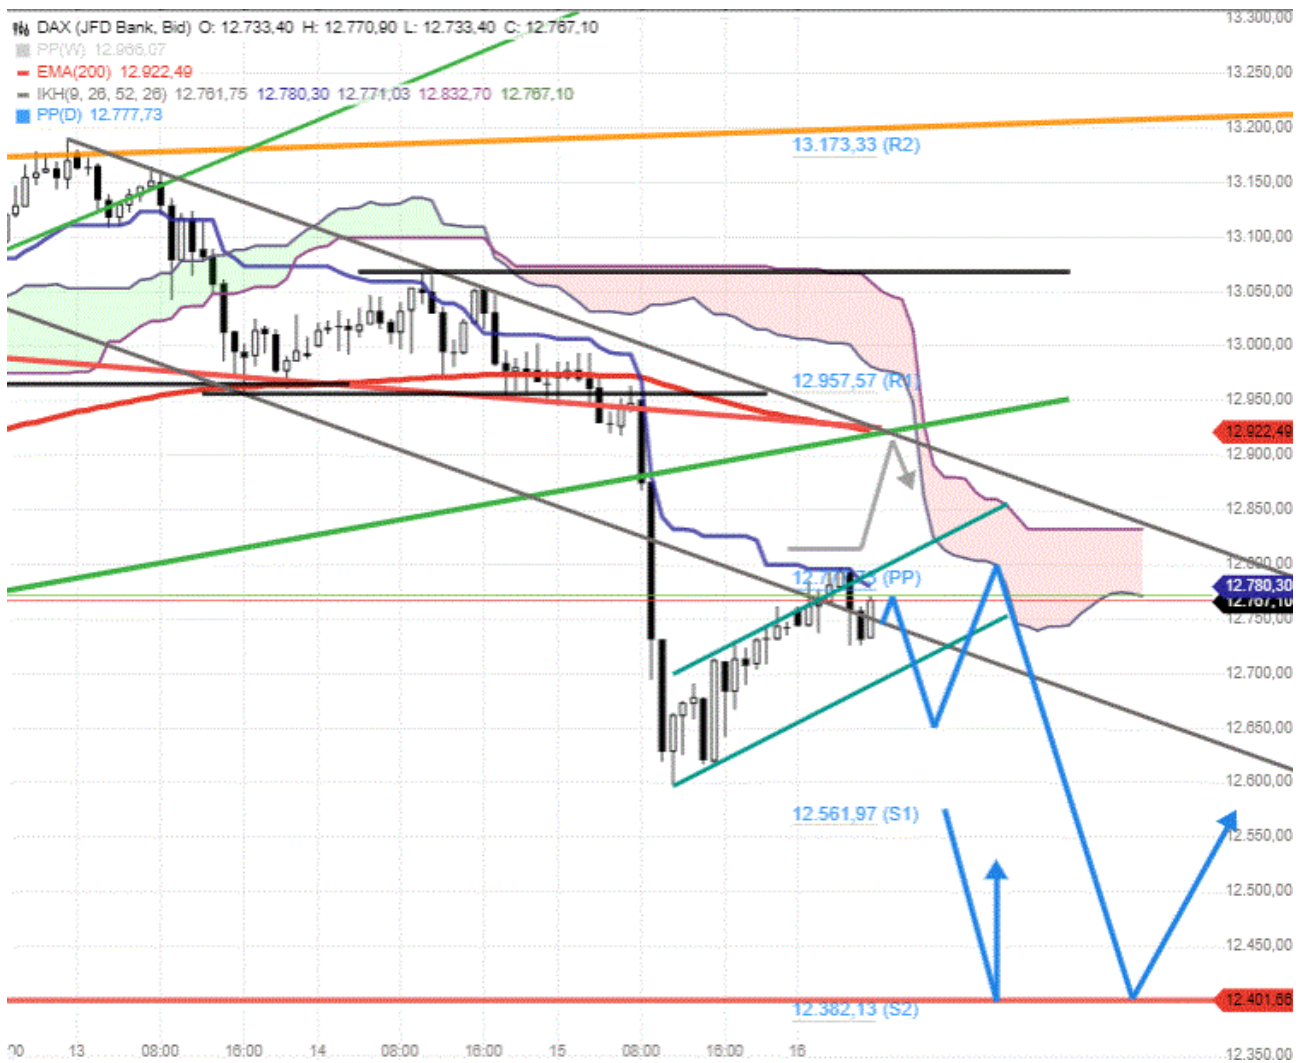 DAX (JFD Bank, Bid) O: 12.733,40 H: 12.770,90 L: 12.733,40 C: 12.767,10
PP(W) 12.966,07
EMA(200) 12.922,49
IKH(9, 26, 52, 26) 12.761,75 12.780,30 12.771,03 12.832,70 12.767,10
PP(D) 12.777,73
13.300,00
13.250,00
13.200,00
13.173,33 (R2)
13.150,00
13.100,00
13.050,00
13.000,00
12.957,57 (R1)
12.950,00
12.922,49
12.900,00
12.850,00
12.800,00
(PP)
12.780,30
12.767,10
12.750,00
12.700,00
12.650,00
12.600,00
12.561,97 (S1)
12.550,00
12.500,00
12.450,00
12.401,66
12.382,13 (S2)
12.350,00
:00 13 08:00 16:00 14 08:00 16:00 15 08:00 16:00 16